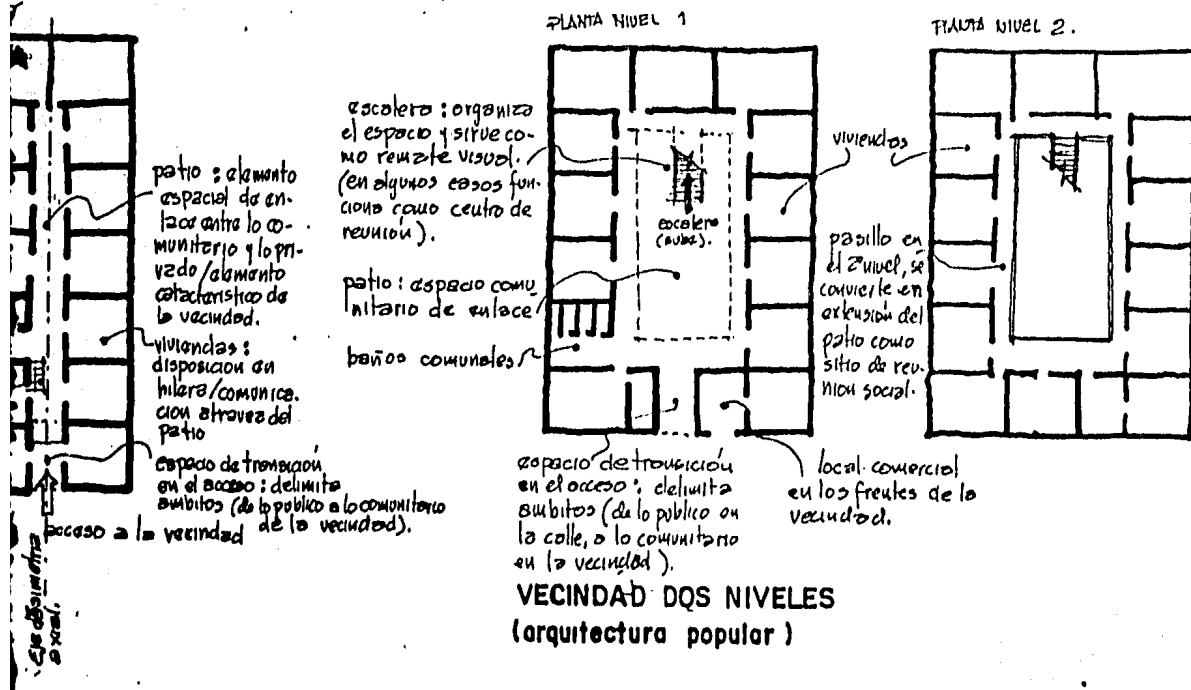 PLANTA NIVEL 1
PLANTA NIVEL 2.
patio : elemento
espacial de en-
lace entre lo co-
munitario y lo pri-
vado/elemento
caracteristico de
la vecindad.
viviendas :
disposicion en
hilera/comunica-
cion atraves del
patio
espacio de transición
en el acceso : delimita
ambitos (de lo publico a lo comunitario
de la vecindad).
acceso a la vecindad
eje de simetria
axial.
escalera : organiza
el espacio y sirve co-
mo remate visual.
(en algunos casos fun-
ciona como centro de
reunión).
patio : espacio comu-
nitario de enlace
baños comunales
escalera
(sube).
viviendas
pasillo en
el 2º nivel, se
convierte en
extensión del
patio como
sitio de reu-
nion social.
espacio de transición
en el acceso : delimita
ambitos (de lo publico en
la calle, a lo comunitario
en la vecindad).
local comercial
en los frentes de la
vecindad.
VECINDAD DOS NIVELES
(arquitectura popular)